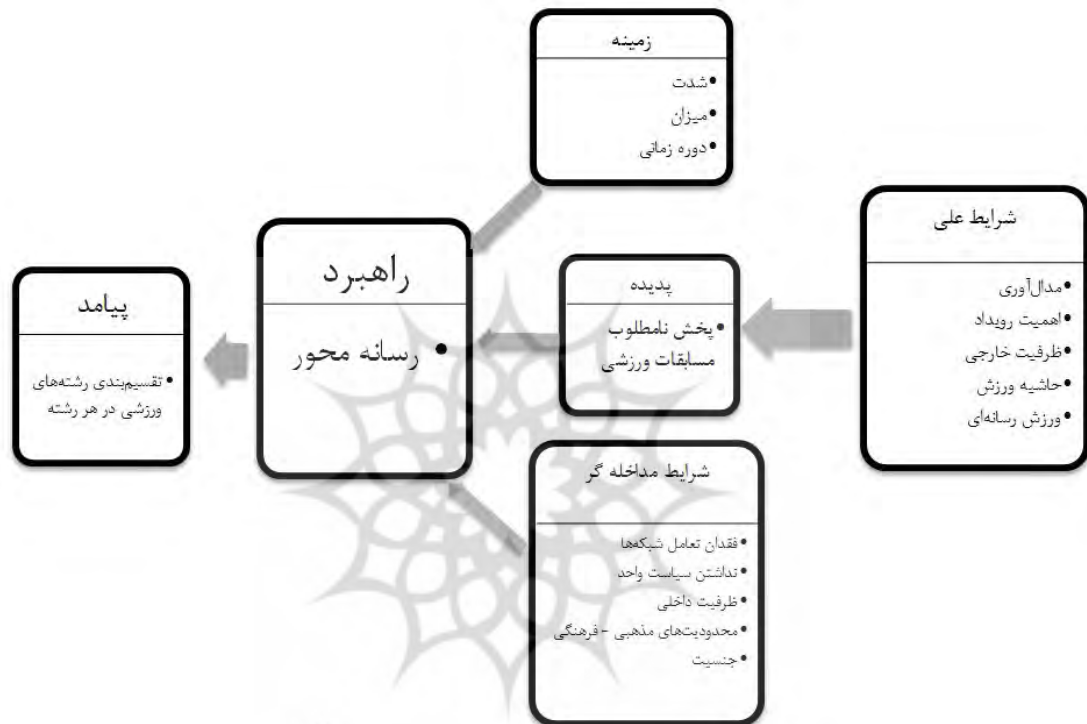 زمینه
• شدت
• میزان
• دوره زمانی
شرایط علی
• مدال‌آوری
• اهمیت رویداد
• ظرفیت خارجی
• حاشیه ورزش
• ورزش رسانه‌ای
پدیده
• پخش نامطلوب
مسابقات ورزشی
شرایط مداخله گر
• فقدان تعامل شبکه‌ها
• نداشتن سیاست واحد
• ظرفیت داخلی
• محدودیت‌های مذهبی - فرهنگی
• جنسیت
راهبرد
• رسانه محور
پیامد
• تقسیم‌بندی رشته‌های
ورزشی در هر رشته